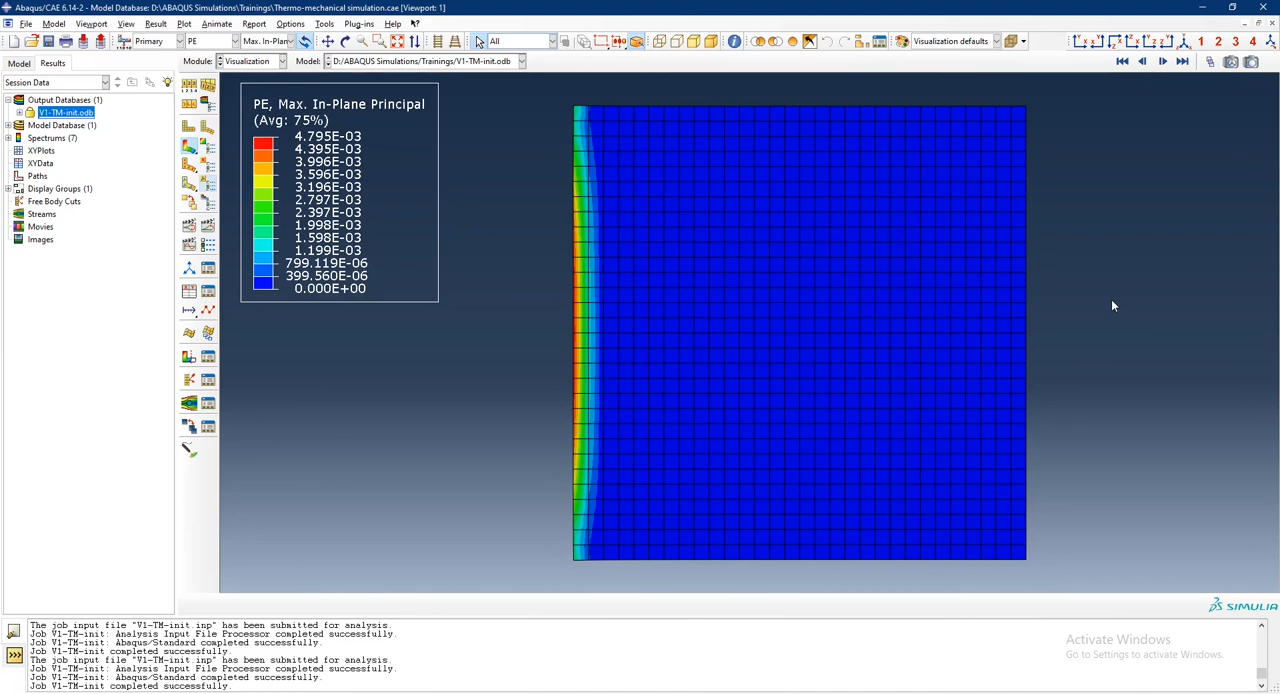 Abaqus/CAE 6.14-2 - Model Database: D:\ABAQUS Simulations\Trainings\Thermo-mechanical simulation.cae [Viewport: 1]
File Model Viewport View Result Plot Animate Report Options Tools Plug-ins Help
Primary PE Max. In-Plan All Visualization defaults 1 2 3 4
Model Results Module: Visualization Model: D:/ABAQUS Simulations/Trainings/V1-TM-init.odb
Session Data
Output Databases (1)
V1-TM-init.odb
Model Database (1)
Spectrums (7)
XYPlots
XYData
Paths
Display Groups (1)
Free Body Cuts
Streams
Movies
Images
PE, Max. In-Plane Principal
(Avg: 75%)
4.795E-03
4.395E-03
3.996E-03
3.596E-03
3.196E-03
2.797E-03
2.397E-03
1.998E-03
1.598E-03
1.199E-03
799.119E-06
399.560E-06
0.000E+00
SIMULIA
The job input file "V1-TM-init.inp" has been submitted for analysis.
Job V1-TM-init: Analysis Input File Processor completed successfully.
Job V1-TM-init: Abaqus/Standard completed successfully.
Job V1-TM-init completed successfully.
The job input file "V1-TM-init.inp" has been submitted for analysis.
Job V1-TM-init: Analysis Input File Processor completed successfully.
Job V1-TM-init: Abaqus/Standard completed successfully.
Job V1-TM-init completed successfully.
Activate Windows
Go to Settings to activate Windows.